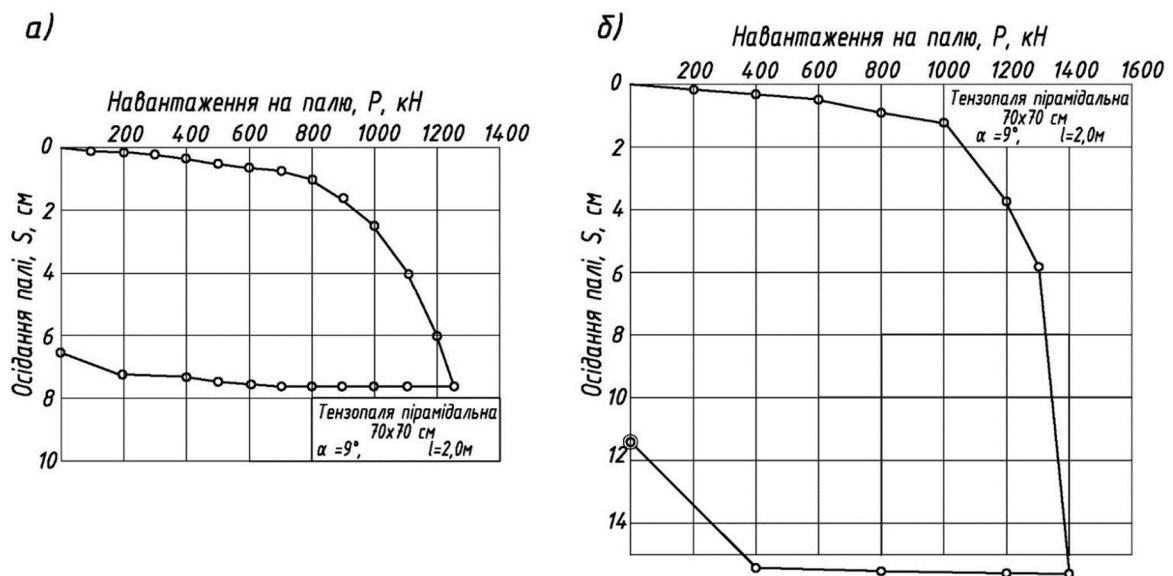 а)
Навантаження на палю, Р, кН
200 400 600 800 1000 1200 1400
0
2
4
6
8
10
Осідання палі, S, см
Тензопаля пірамідальна
70х70 см
α =9°, l=2,0м
б)
Навантаження на палю, Р, кН
200 400 600 800 1000 1200 1400 1600
0
2
4
6
8
10
12
14
Осідання палі, S, см
Тензопаля пірамідальна
70х70 см
α =9°, l=2,0м